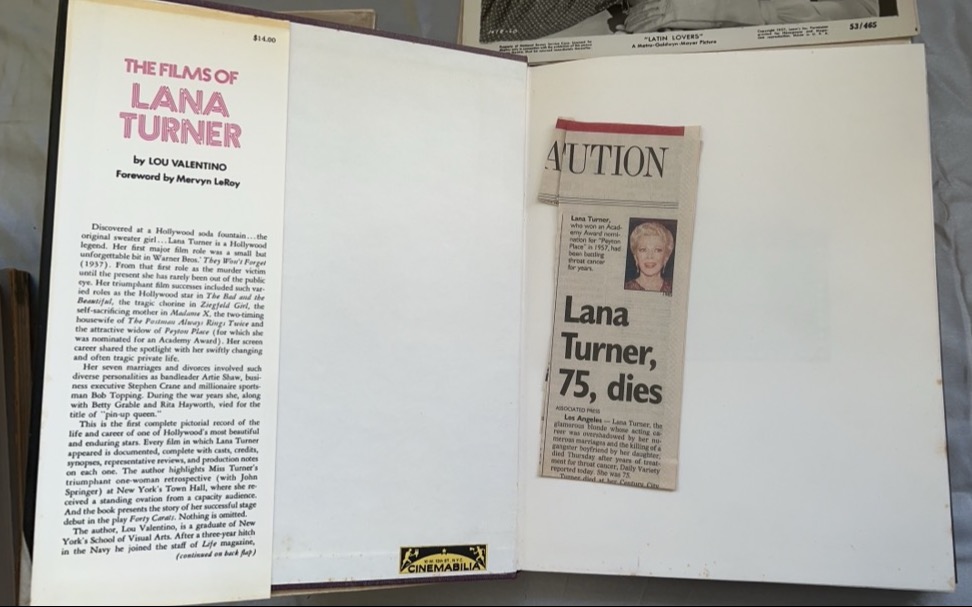 "LATIN LOVERS"
A Metro-Goldwyn-Mayer Picture
53/465
$14.00
THE FILMS OF
LANA
TURNER
by LOU VALENTINO
Foreword by Mervyn LeRoy
Discovered at a Hollywood soda fountain...the
original sweater girl...Lana Turner is a Hollywood
legend. Her first major film role was a small but
unforgettable bit in Warner Bros.' They Won't Forget
(1937). From that first role as the murder victim
until the present she has rarely been out of the public
eye. Her triumphant film successes included such var-
ied roles as the Hollywood star in The Bad and the
Beautiful, the tragic chorine in Ziegfeld Girl, the
self-sacrificing mother in Madame X, the two-timing
housewife of The Postman Always Rings Twice and
the attractive widow of Peyton Place (for which she
was nominated for an Academy Award). Her screen
career shared the spotlight with her swiftly changing
and often tragic private life.
Her seven marriages and divorces involved such
diverse personalities as bandleader Artie Shaw, busi-
ness executive Stephen Crane and millionaire sports-
man Bob Topping. During the war years she, along
with Betty Grable and Rita Hayworth, vied for the
title of "pin-up queen."
This is the first complete pictorial record of the
life and career of one of Hollywood's most beautiful
and enduring stars. Every film in which Lana Turner
appeared is documented, complete with casts, credits,
synopses, representative reviews, and production notes
on each one. The author highlights Miss Turner's
triumphant one-woman retrospective (with John
Springer) at New York's Town Hall, where she re-
ceived a standing ovation from a capacity audience.
And the book presents the story of her successful stage
debut in the play Forty Carats. Nothing is omitted.
The author, Lou Valentino, is a graduate of New
York's School of Visual Arts. After a three-year hitch
in the Navy he joined the staff of Life magazine,
(continued on back flap)
CINEMABILIA
UTION
Lana Turner,
who won an Acad-
emy Award nomi-
nation for "Peyton
Place" in 1957, had
been battling
throat cancer
for years.
Lana
Turner,
75, dies
ASSOCIATED PRESS
Los Angeles — Lana Turner, the
glamorous blonde whose acting ca-
reer was overshadowed by her nu-
merous marriages and the killing of a
gangster boyfriend by her daughter,
died Thursday after years of treat-
ment for throat cancer, Daily Variety
reported today. She was 75.
Turner died at her Century City